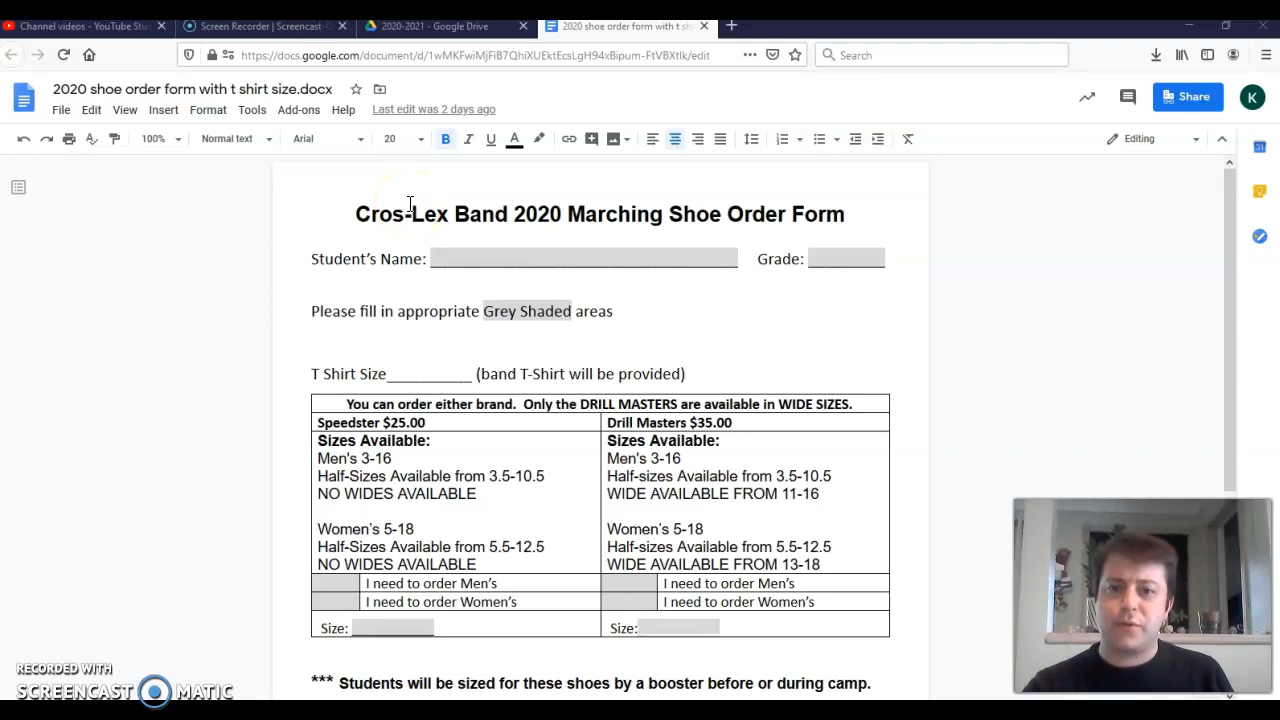 Channel videos - YouTube Stu
Screen Recorder | Screencast-O
2020-2021 - Google Drive
2020 shoe order form with t sh
https://docs.google.com/document/d/1wMKFwiMjFiB7QhiXUEktEcsLgH94xBipum-FtVBXtlk/edit
Search
2020 shoe order form with t shirt size.docx
File Edit View Insert Format Tools Add-ons Help Last edit was 2 days ago
Share
K
100% Normal text Arial 20 B I U A Editing
Cros-Lex Band 2020 Marching Shoe Order Form
Student's Name: ____________________ Grade: ________
Please fill in appropriate Grey Shaded areas
T Shirt Size__________ (band T-Shirt will be provided)
You can order either brand. Only the DRILL MASTERS are available in WIDE SIZES.
Speedster $25.00
Sizes Available:
Men's 3-16
Half-Sizes Available from 3.5-10.5
NO WIDES AVAILABLE
Women's 5-18
Half-Sizes Available from 5.5-12.5
NO WIDES AVAILABLE
I need to order Men's
I need to order Women's
Size: __________
Drill Masters $35.00
Sizes Available:
Men's 3-16
Half-sizes Available from 3.5-10.5
WIDE AVAILABLE FROM 11-16
Women's 5-18
Half-sizes Available from 5.5-12.5
WIDE AVAILABLE FROM 13-18
I need to order Men's
I need to order Women's
Size:
*** Students will be sized for these shoes by a booster before or during camp.
RECORDED WITH
SCREENCAST MATIC